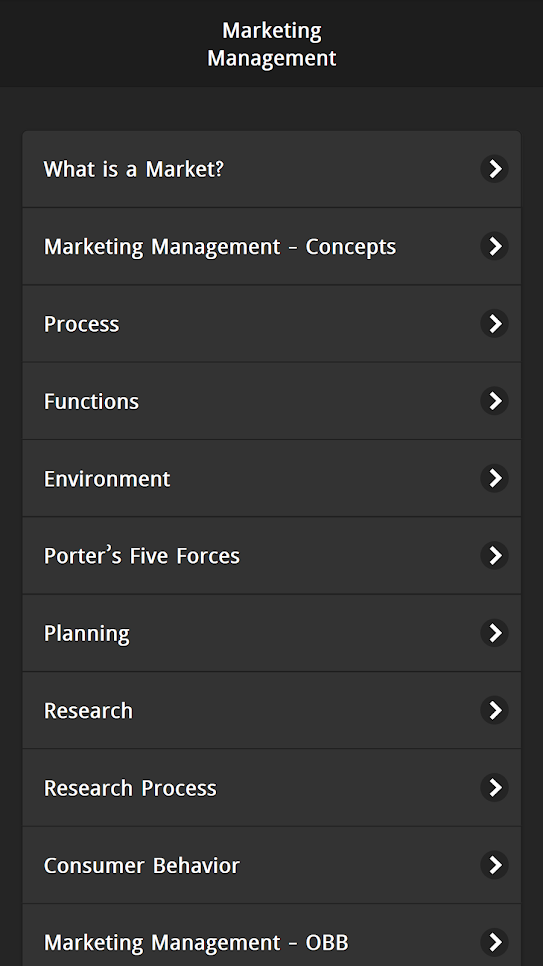 Marketing
Management
What is a Market?
Marketing Management - Concepts
Process
Functions
Environment
Porter’s Five Forces
Planning
Research
Research Process
Consumer Behavior
Marketing Management - OBB